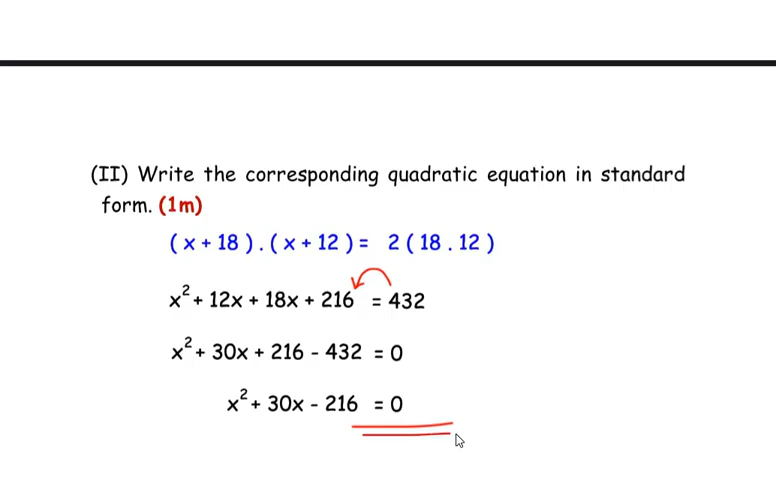 (II) Write the corresponding quadratic equation in standard
form. (1m)
( x + 18 ) . ( x + 12 ) = 2 ( 18 . 12 )
x² + 12x + 18x + 216 = 432
x² + 30x + 216 - 432 = 0
x² + 30x - 216 = 0